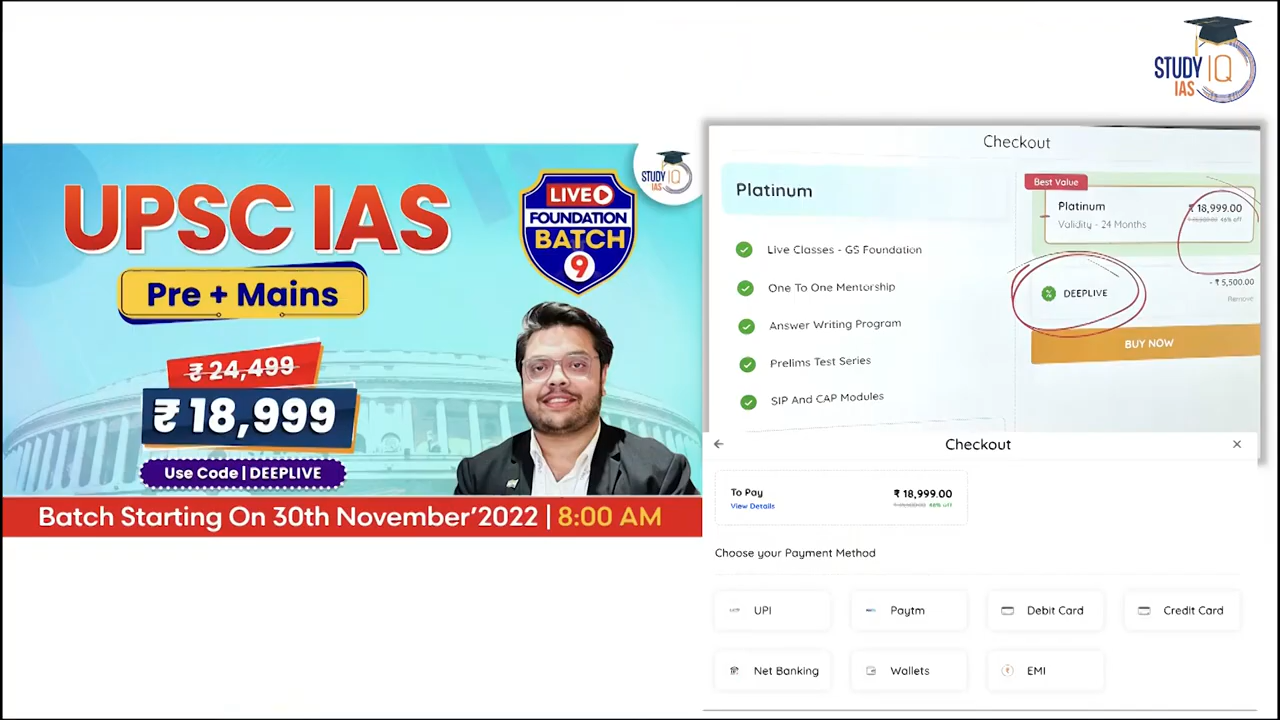 STUDY IQ
IAS
STUDY IQ
IAS
UPSC IAS
Pre + Mains
₹ 24,499
₹ 18,999
Use Code | DEEPLIVE
LIVE
FOUNDATION
BATCH
9
Batch Starting On 30th November'2022 | 8:00 AM
Checkout
Platinum
Live Classes - GS Foundation
One To One Mentorship
Answer Writing Program
Prelims Test Series
SIP And CAP Modules
Best Value
Platinum
₹ 18,999.00
Validity - 24 Months
46% off
DEEPLIVE
- ₹ 5,500.00
Remove
BUY NOW
Checkout
To Pay
₹ 18,999.00
View Details
Choose your Payment Method
UPI
Paytm
Debit Card
Credit Card
Net Banking
Wallets
EMI